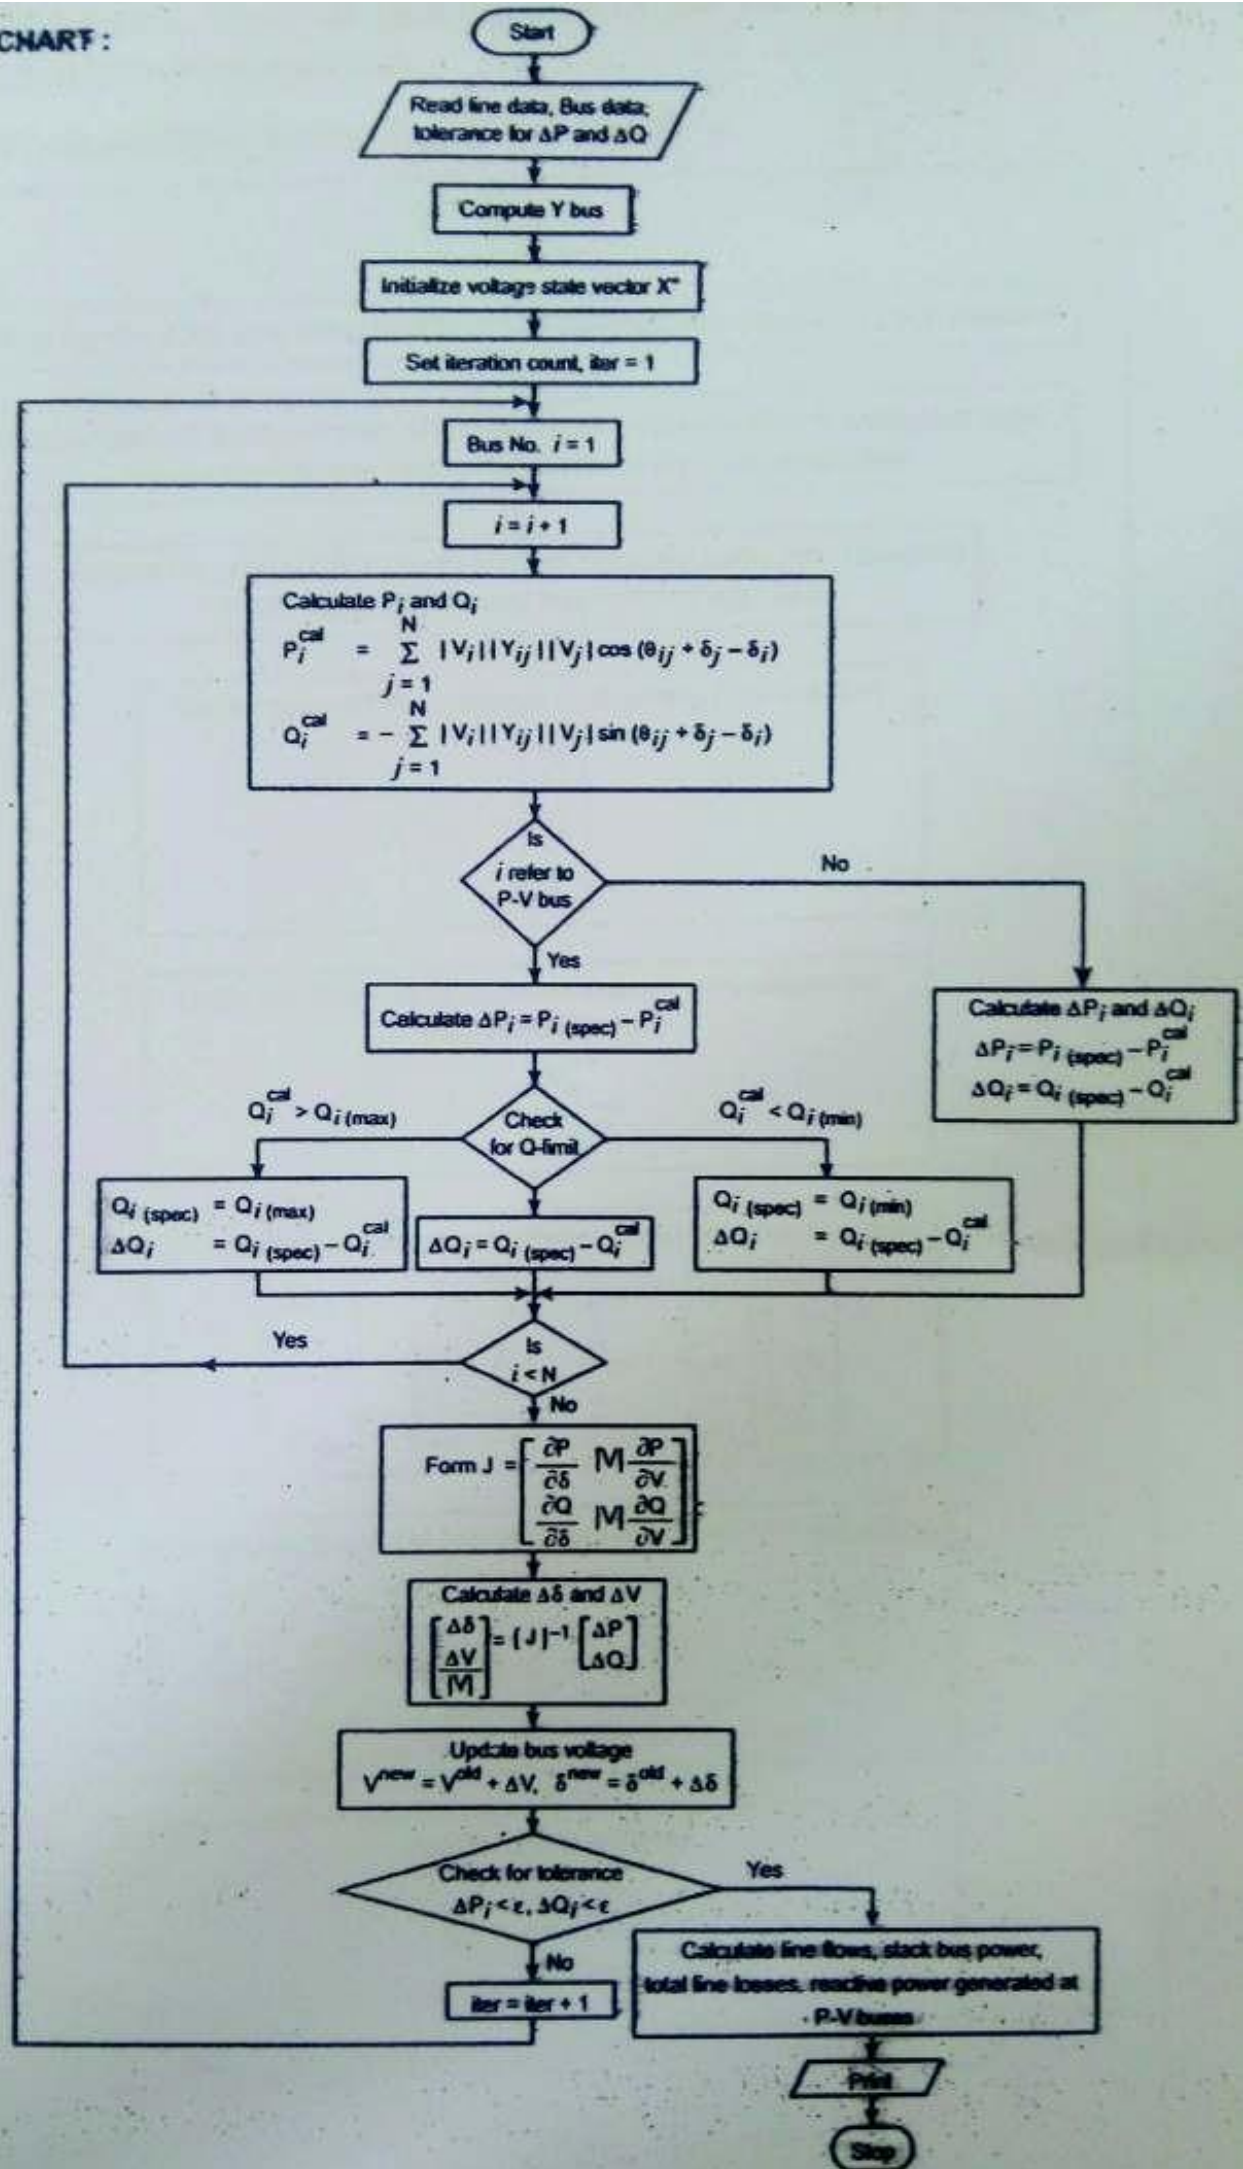 CHART :
Start
Read line data, Bus data,
tolerance for ΔP and ΔQ
Compute Y bus
Initialize voltage state vector X°
Set iteration count, iter = 1
Bus No. i = 1
i = i + 1
Calculate P_i and Q_i
P_i^cal = Σ_{j = 1}^{N} |V_i||Y_ij||V_j| cos (θ_ij + δ_j − δ_i)
Q_i^cal = − Σ_{j = 1}^{N} |V_i||Y_ij||V_j| sin (θ_ij + δ_j − δ_i)
Is
i refer to
P-V bus
No
Yes
Calculate ΔP_i = P_i (spec) − P_i^cal
Calculate ΔP_i and ΔQ_i
ΔP_i = P_i (spec) − P_i^cal
ΔQ_i = Q_i (spec) − Q_i^cal
Q_i^cal > Q_i (max)
Check
for Q-limit
Q_i^cal < Q_i (min)
Q_i (spec) = Q_i (max)
ΔQ_i = Q_i (spec) − Q_i^cal
ΔQ_i = Q_i (spec) − Q_i^cal
Q_i (spec) = Q_i (min)
ΔQ_i = Q_i (spec) − Q_i^cal
Yes
Is
i < N
No
Form J = [ ∂P/∂δ |V| ∂P/∂V
∂Q/∂δ |V| ∂Q/∂V ]
Calculate Δδ and ΔV
[ Δδ ; ΔV/|V| ] = [J]^−1 [ ΔP ; ΔQ ]
Update bus voltage
V^new = V^old + ΔV, δ^new = δ^old + Δδ
Check for tolerance
ΔP_i < ε, ΔQ_i < ε
Yes
No
iter = iter + 1
Calculate line flows, slack bus power,
total line losses, reactive power generated at
P-V buses
Print
Stop